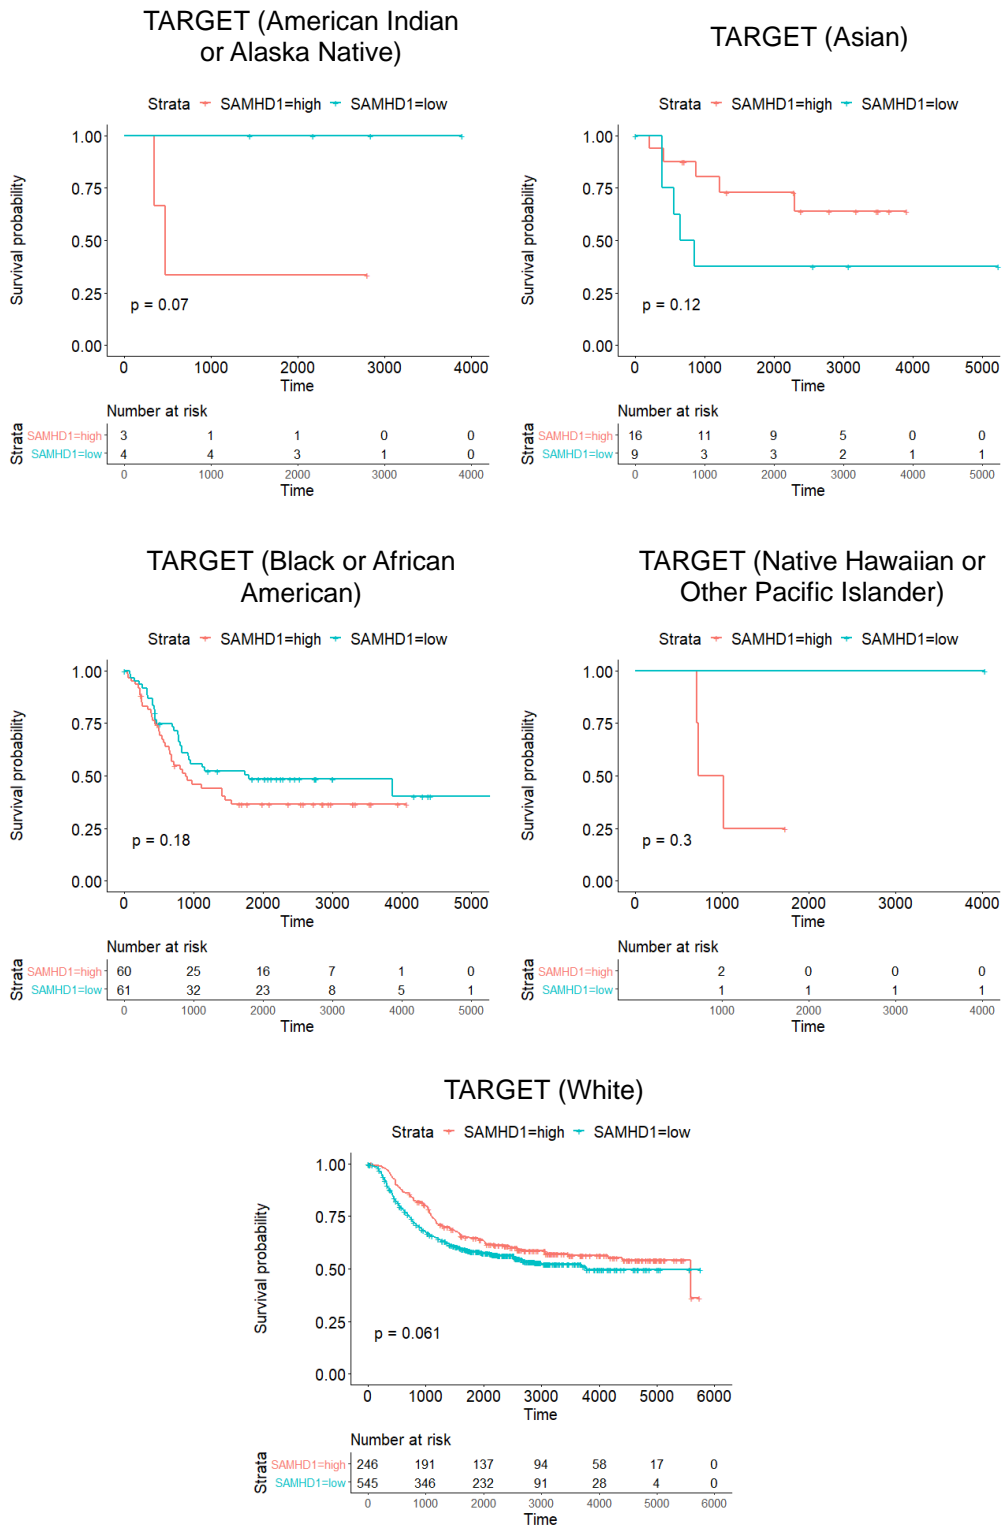 TARGET (American Indian
or Alaska Native)
Strata SAMHD1=high SAMHD1=low
Survival probability
1.00
0.75
0.50
0.25
0.00
p = 0.07
0 1000 2000 3000 4000
Time
Number at risk
Strata
SAMHD1=high 3 1 1 0 0
SAMHD1=low 4 4 3 1 0
0 1000 2000 3000 4000
Time
TARGET (Asian)
Strata SAMHD1=high SAMHD1=low
Survival probability
1.00
0.75
0.50
0.25
0.00
p = 0.12
0 1000 2000 3000 4000 5000
Time
Number at risk
Strata
SAMHD1=high 16 11 9 5 0 0
SAMHD1=low 9 3 3 2 1 1
0 1000 2000 3000 4000 5000
Time
TARGET (Black or African
American)
Strata SAMHD1=high SAMHD1=low
Survival probability
1.00
0.75
0.50
0.25
0.00
p = 0.18
0 1000 2000 3000 4000 5000
Time
Number at risk
Strata
SAMHD1=high 60 25 16 7 1 0
SAMHD1=low 61 32 23 8 5 1
0 1000 2000 3000 4000 5000
Time
TARGET (Native Hawaiian or
Other Pacific Islander)
Strata SAMHD1=high SAMHD1=low
Survival probability
1.00
0.75
0.50
0.25
0.00
p = 0.3
0 1000 2000 3000 4000
Time
Number at risk
Strata
SAMHD1=high 2 0 0 0
SAMHD1=low 1 1 1 1
1000 2000 3000 4000
Time
TARGET (White)
Strata SAMHD1=high SAMHD1=low
Survival probability
1.00
0.75
0.50
0.25
0.00
p = 0.061
0 1000 2000 3000 4000 5000 6000
Time
Number at risk
Strata
SAMHD1=high 246 191 137 94 58 17 0
SAMHD1=low 545 346 232 91 28 4 0
0 1000 2000 3000 4000 5000 6000
Time